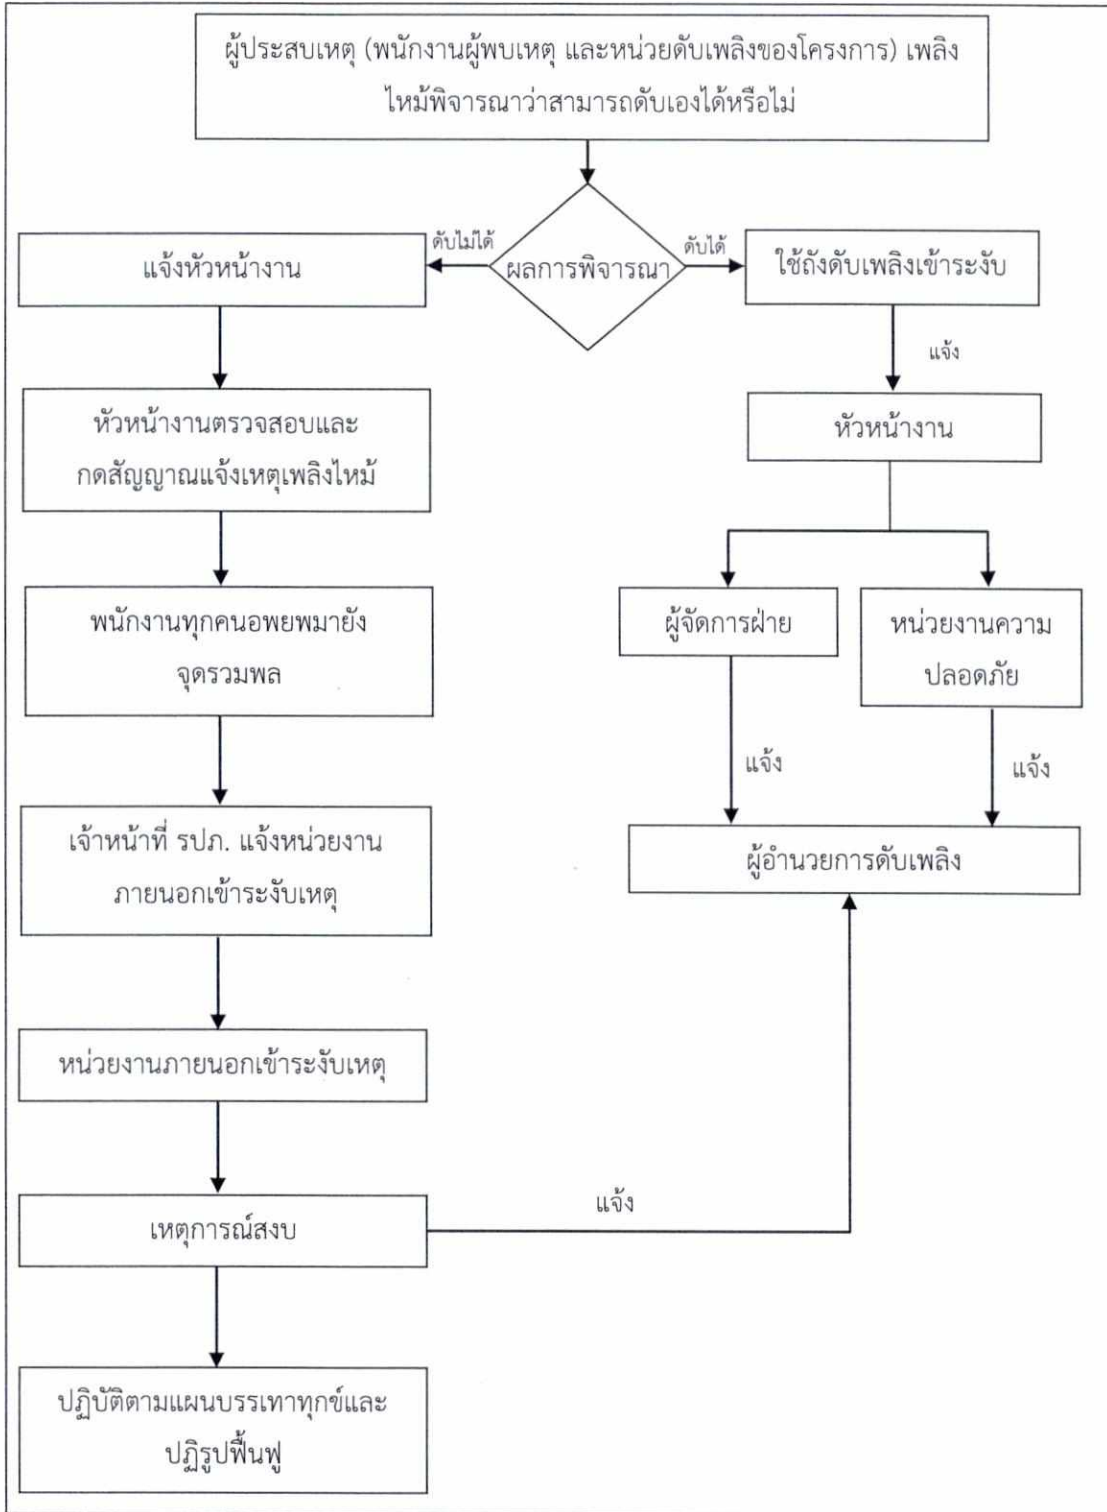 ผู้ประสบเหตุ (พนักงานผู้พบเหตุ และหน่วยดับเพลิงของโครงการ) เพลิง
ไหม้พิจารณาว่าสามารถดับเองได้หรือไม่
ดับไม่ได้
ผลการพิจารณา
ดับได้
แจ้งหัวหน้างาน
ใช้ถังดับเพลิงเข้าระงับ
แจ้ง
หัวหน้างานตรวจสอบและ
กดสัญญาณแจ้งเหตุเพลิงไหม้
หัวหน้างาน
พนักงานทุกคนอพยพมายัง
จุดรวมพล
ผู้จัดการฝ่าย
หน่วยงานความ
ปลอดภัย
แจ้ง
แจ้ง
เจ้าหน้าที่ รปภ. แจ้งหน่วยงาน
ภายนอกเข้าระงับเหตุ
ผู้อำนวยการดับเพลิง
หน่วยงานภายนอกเข้าระงับเหตุ
เหตุการณ์สงบ
แจ้ง
ปฏิบัติตามแผนบรรเทาทุกข์และ
ปฏิรูปฟื้นฟู